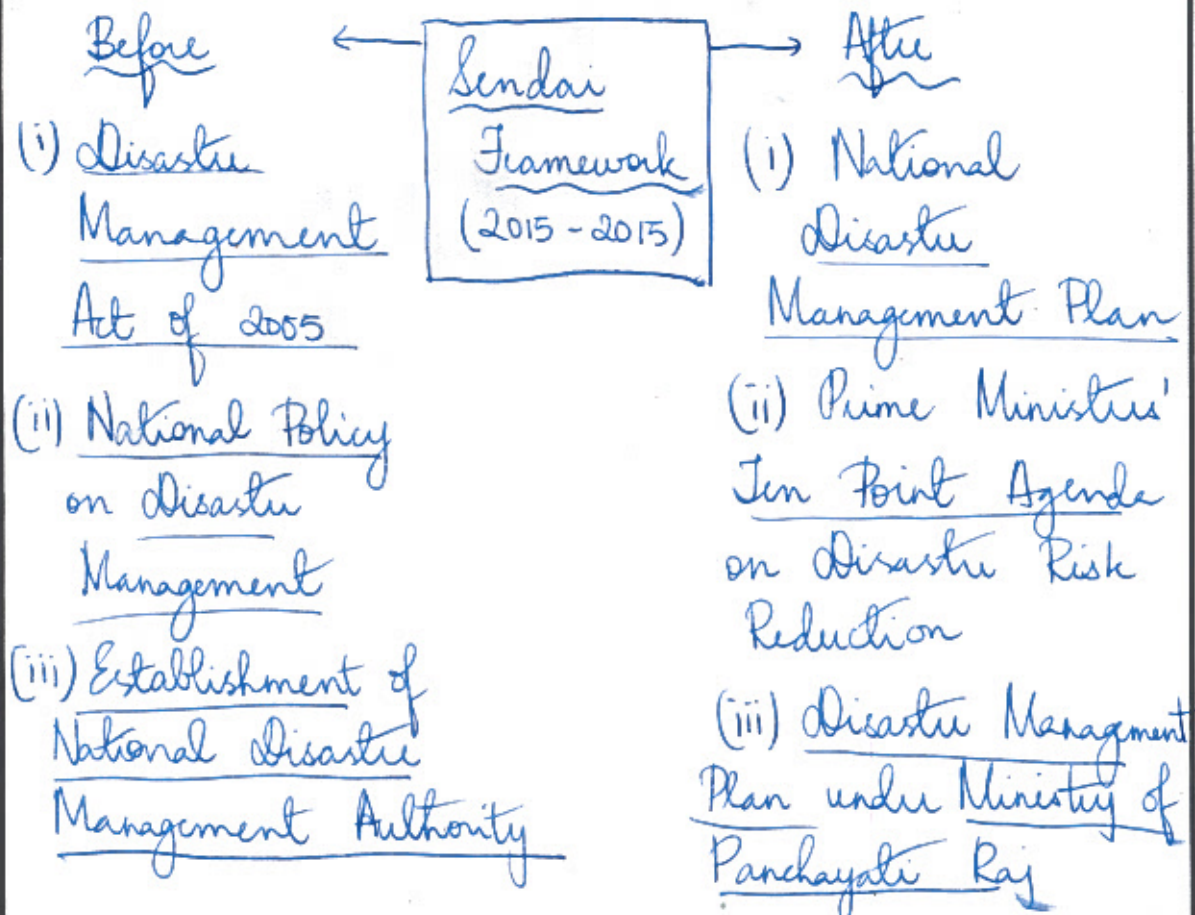 Before
(i) Disaster
Management
Act of 2005
(ii) National Policy
on Disaster
Management
(iii) Establishment of
National Disaster
Management Authority
Sendai
Framework
(2015 - 2015)
After
(i) National
Disaster
Management Plan
(ii) Prime Ministers'
Ten Point Agenda
on Disaster Risk
Reduction
(iii) Disaster Management
Plan under Ministry of
Panchayati Raj